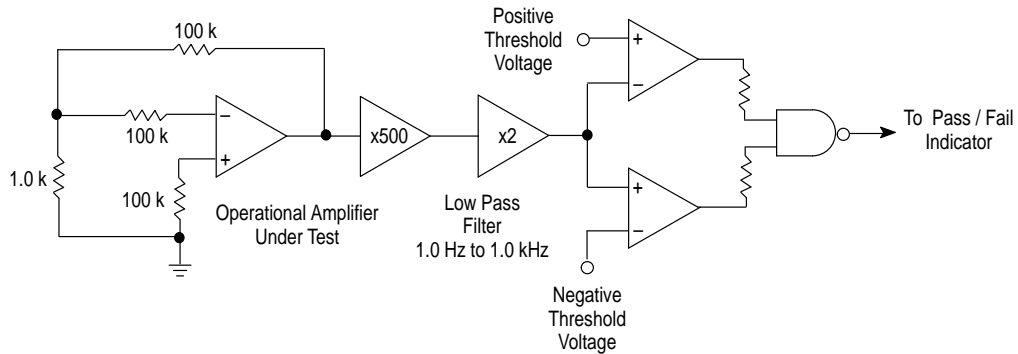 100 k
Positive
Threshold
Voltage
+
−
100 k
−
+
x500
x2
To Pass / Fail
Indicator
1.0 k
100 k
Operational Amplifier
Under Test
Low Pass
Filter
1.0 Hz to 1.0 kHz
+
−
Negative
Threshold
Voltage